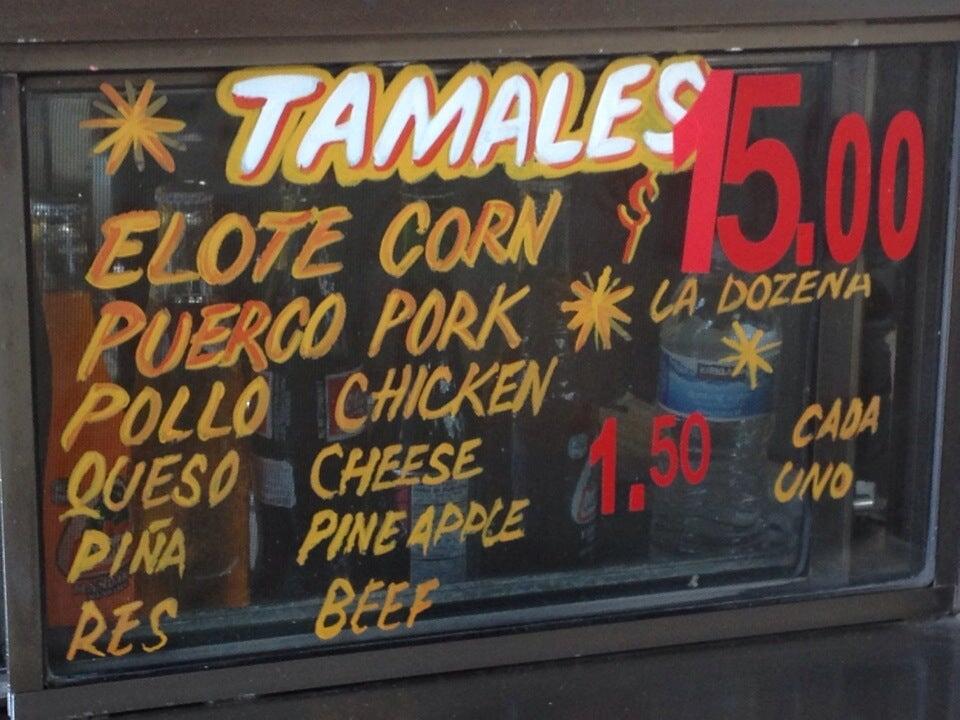 TAMALES
$ 15.00
LA DOZENA
ELOTE CORN
PUERCO PORK
POLLO CHICKEN
QUESO CHEESE
PIÑA PINEAPPLE
RES BEEF
1.50 CADA
UNO